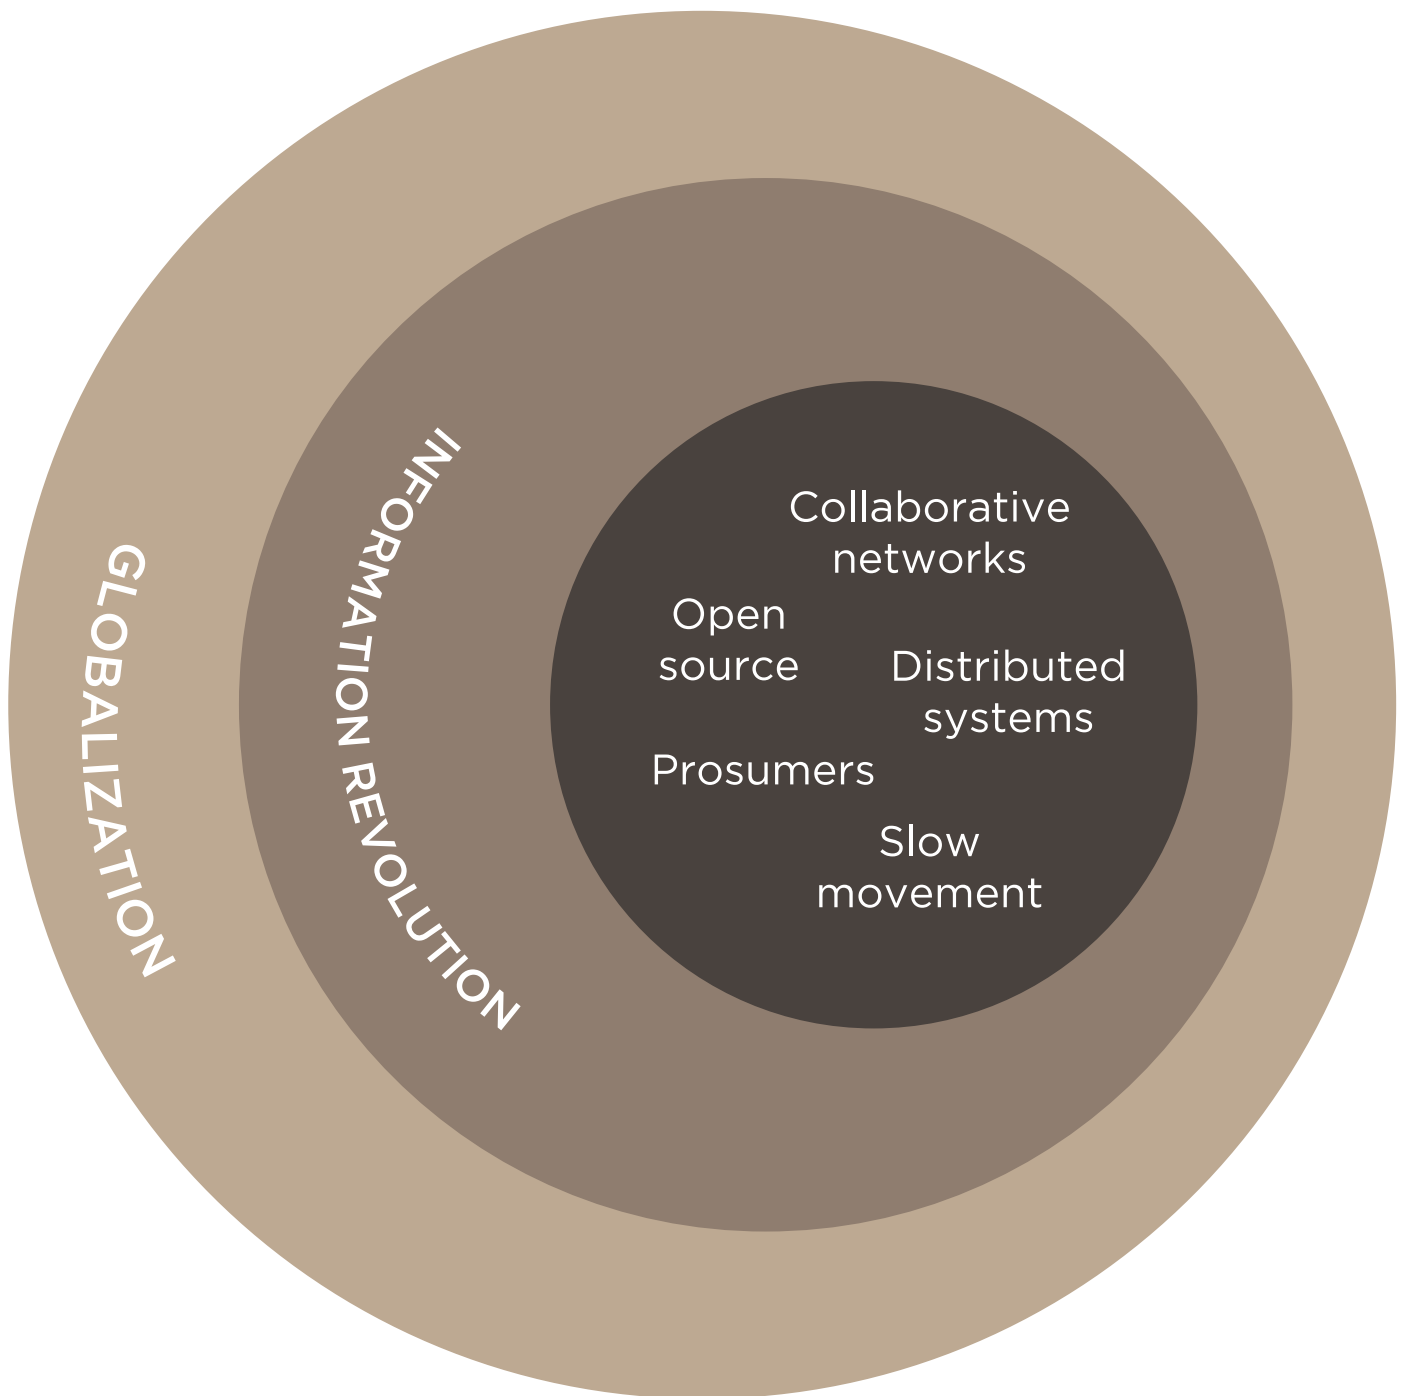 GLOBALIZATION
INFORMATION REVOLUTION
Collaborative
networks
Open
source
Distributed
systems
Prosumers
Slow
movement